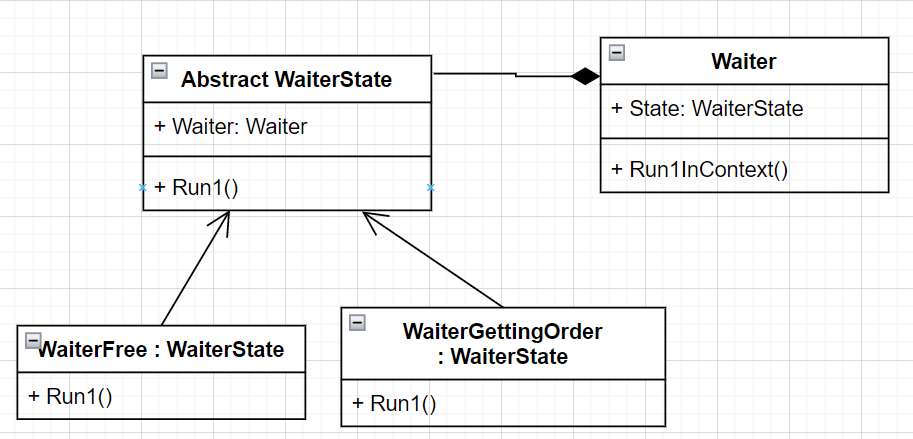 Abstract WaiterState
+ Waiter: Waiter
+ Run1()
Waiter
+ State: WaiterState
+ Run1InContext()
WaiterFree : WaiterState
+ Run1()
WaiterGettingOrder
: WaiterState
+ Run1()